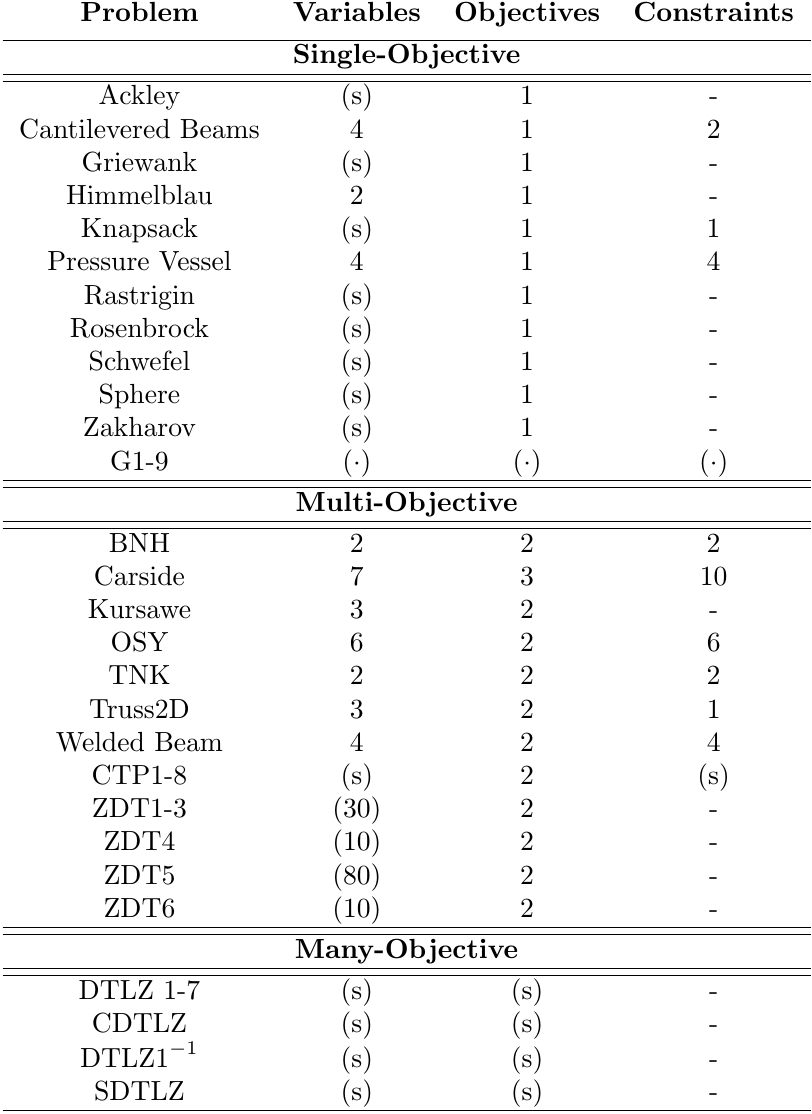 Problem Variables Objectives Constraints
Single-Objective
Ackley (s) 1 -
Cantilevered Beams 4 1 2
Griewank (s) 1 -
Himmelblau 2 1 -
Knapsack (s) 1 1
Pressure Vessel 4 1 4
Rastrigin (s) 1 -
Rosenbrock (s) 1 -
Schwefel (s) 1 -
Sphere (s) 1 -
Zakharov (s) 1 -
G1-9 (·) (·) (·)
Multi-Objective
BNH 2 2 2
Carside 7 3 10
Kursawe 3 2 -
OSY 6 2 6
TNK 2 2 2
Truss2D 3 2 1
Welded Beam 4 2 4
CTP1-8 (s) 2 (s)
ZDT1-3 (30) 2 -
ZDT4 (10) 2 -
ZDT5 (80) 2 -
ZDT6 (10) 2 -
Many-Objective
DTLZ 1-7 (s) (s) -
CDTLZ (s) (s) -
DTLZ1⁻¹ (s) (s) -
SDTLZ (s) (s) -